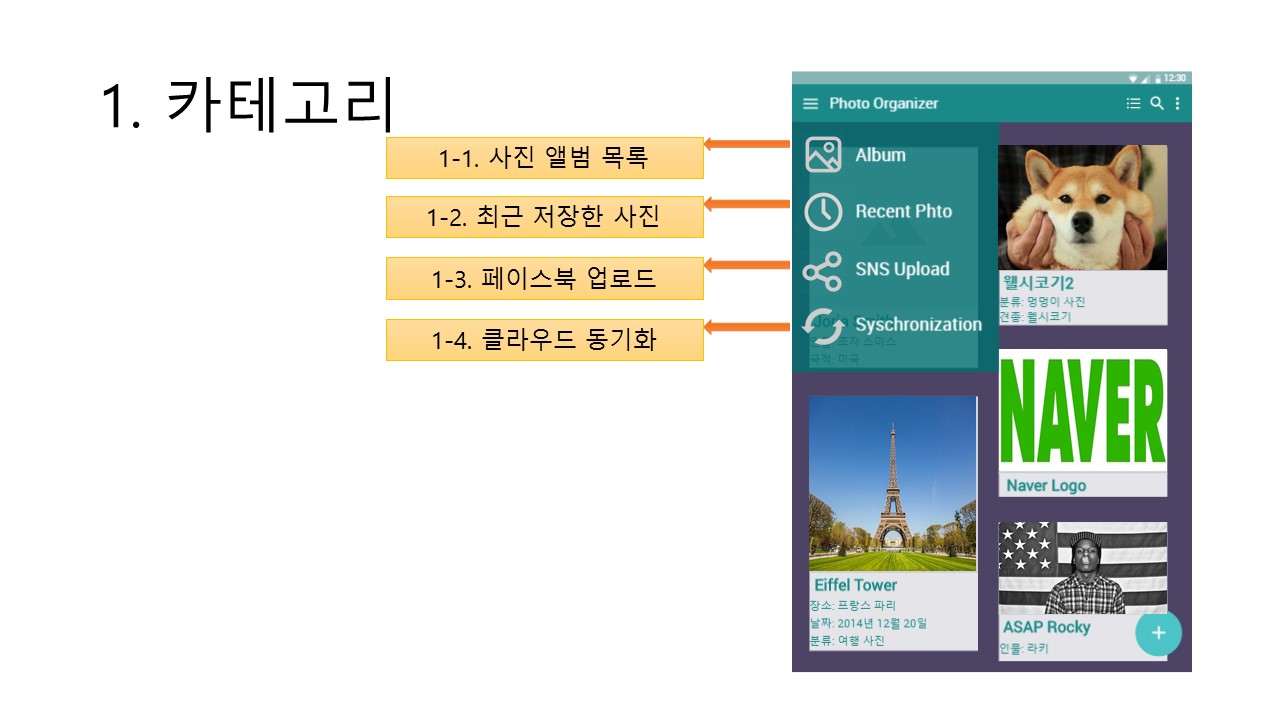 1. 카테고리
1-1. 사진 앨범 목록
1-2. 최근 저장한 사진
1-3. 페이스북 업로드
1-4. 클라우드 동기화
12:30
Photo Organizer
Album
Recent Phto
SNS Upload
Syschronization
조자 스미스
국적: 미국
웰시코기2
분류: 멍멍이 사진
견종: 웰시코기
NAVER
Naver Logo
Eiffel Tower
장소: 프랑스 파리
날짜: 2014년 12월 20일
분류: 여행 사진
ASAP Rocky
인물: 라키